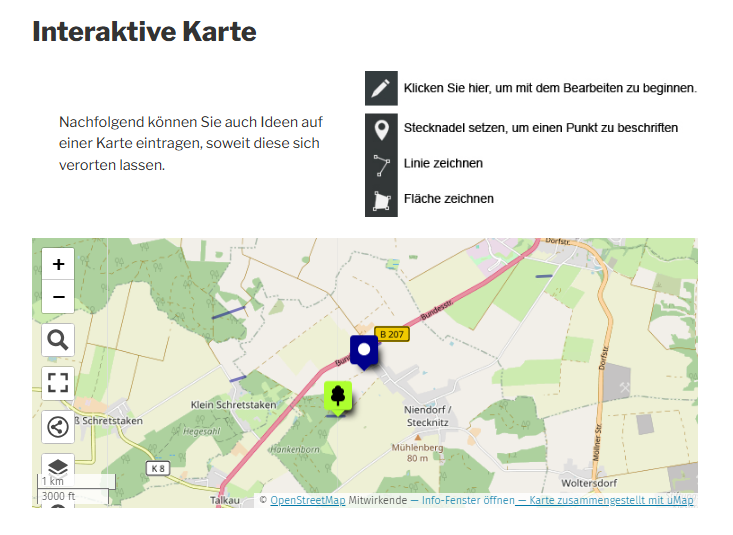 Interaktive Karte
Klicken Sie hier, um mit dem Bearbeiten zu beginnen.
Nachfolgend können Sie auch Ideen auf
einer Karte eintragen, soweit diese sich
verorten lassen.
Stecknadel setzen, um einen Punkt zu beschriften
Linie zeichnen
Fläche zeichnen
+
−
Dorfstr.
Bundesstr.
B 207
Dorfstr.
Klein Schretstaken
ß Schretstaken
Hegesahl
Niendorf /
Stecknitz
Mühlenberg
80 m
Hankenborn
Möllner Str.
K 8
Woltersdorf
Talkau
1 km
3000 ft
© OpenStreetMap Mitwirkende — Info-Fenster öffnen — Karte zusammengestellt mit uMap